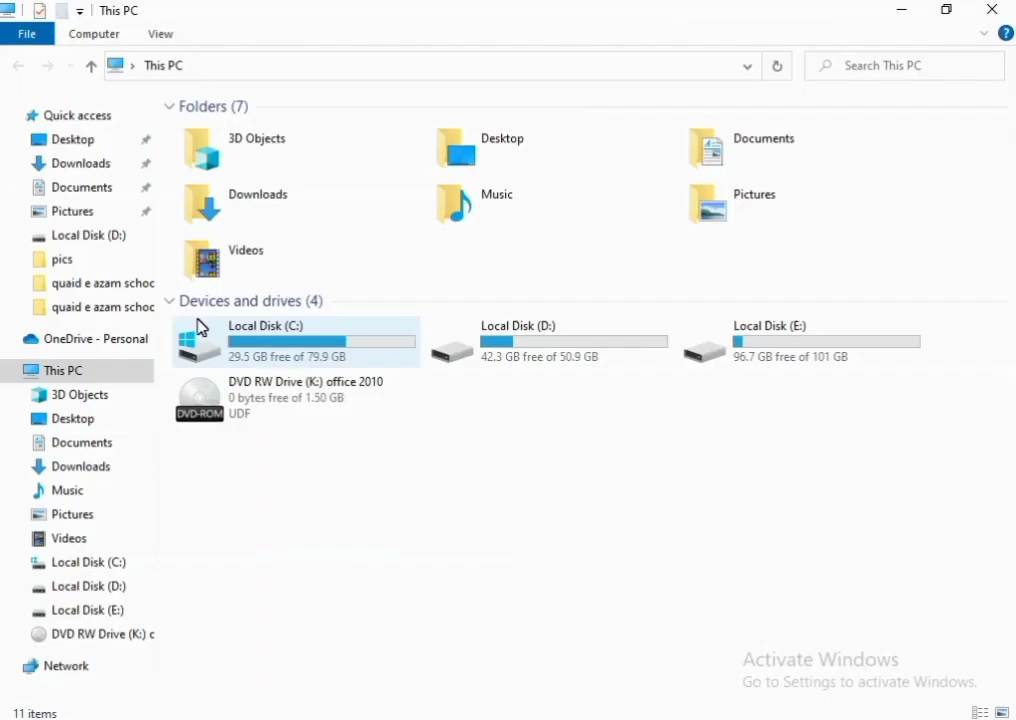 This PC
File
Computer
View
This PC
Search This PC
Quick access
Desktop
Downloads
Documents
Pictures
Local Disk (D:)
pics
quaid e azam schoo
quaid e azam schoo
OneDrive - Personal
This PC
3D Objects
Desktop
Documents
Downloads
Music
Pictures
Videos
Local Disk (C:)
Local Disk (D:)
Local Disk (E:)
DVD RW Drive (K:) c
Network
Folders (7)
3D Objects
Desktop
Documents
Downloads
Music
Pictures
Videos
Devices and drives (4)
Local Disk (C:)
29.5 GB free of 79.9 GB
Local Disk (D:)
42.3 GB free of 50.9 GB
Local Disk (E:)
96.7 GB free of 101 GB
DVD-ROM
DVD RW Drive (K:) office 2010
0 bytes free of 1.50 GB
UDF
Activate Windows
Go to Settings to activate Windows.
11 items